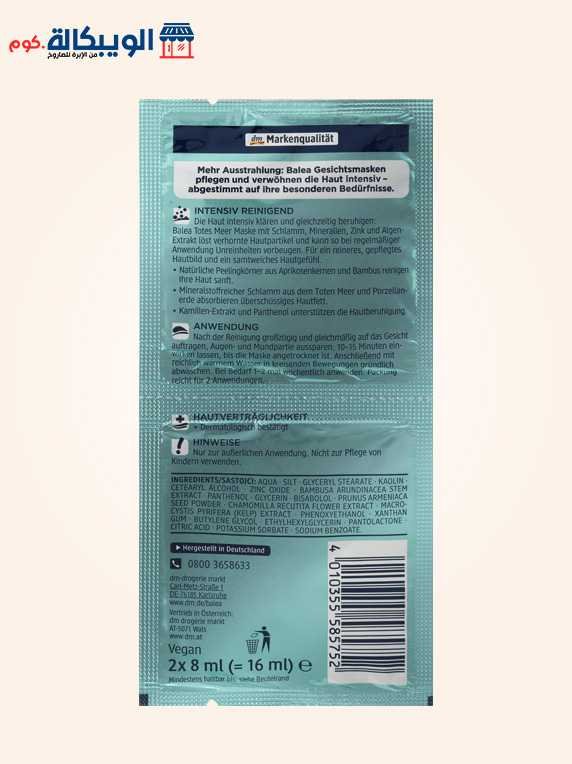 الويبكالة.كوم
من الإبرة للصاروخ
dm Markenqualität
Mehr Ausstrahlung: Balea Gesichtsmasken
pflegen und verwöhnen die Haut intensiv –
abgestimmt auf ihre besonderen Bedürfnisse.
INTENSIV REINIGEND
Die Haut intensiv klären und gleichzeitig beruhigen:
Balea Totes Meer Maske mit Schlamm, Mineralien, Zink und Algen-
Extrakt löst verhornte Hautpartikel und kann so bei regelmäßiger
Anwendung Unreinheiten vorbeugen. Für ein reineres, gepflegtes
Hautbild und ein samtweiches Hautgefühl.
• Natürliche Peelingkörner aus Aprikosenkernen und Bambus reinigen
Ihre Haut sanft.
• Mineralstoffreicher Schlamm aus dem Toten Meer und Porzellan-
erde absorbieren überschüssiges Hautfett.
• Kamillen-Extrakt und Panthenol unterstützen die Hautberuhigung
ANWENDUNG
Nach der Reinigung großzügig und gleichmäßig auf das Gesicht
auftragen, Augen- und Mundpartie aussparen. 10-15 Minuten ein-
wirken lassen, bis die Maske angetrocknet ist. Anschließend mit
reichlich warmem Wasser in kreisenden Bewegungen gründlich
abwaschen. Bei Bedarf 1-2 mal wöchentlich anwenden. Packung
reicht für 2 Anwendungen.
HAUTVERTRÄGLICHKEIT
+ Dermatologisch bestätigt
HINWEISE
Nur zur äußerlichen Anwendung. Nicht zur Pflege von
Kindern verwenden.
INGREDIENTS/SASTOJCI: AQUA · SILT · GLYCERYL STEARATE · KAOLIN ·
CETEARYL ALCOHOL · ZINC OXIDE · BAMBUSA ARUNDINACEA STEM
EXTRACT · PANTHENOL · GLYCERIN · BISABOLOL · PRUNUS ARMENIACA
SEED POWDER · CHAMOMILLA RECUTITA FLOWER EXTRACT · MACRO-
CYSTIS PYRIFERA (KELP) EXTRACT · PHENOXYETHANOL · XANTHAN
GUM · BUTYLENE GLYCOL · ETHYLHEXYLGLYCERIN · PANTOLACTONE ·
CITRIC ACID · POTASSIUM SORBATE · SODIUM BENZOATE.
Hergestellt in Deutschland
0800 3658633
dm-drogerie markt
Carl-Metz-Straße 1
DE-76185 Karlsruhe
www.dm.de/balea
Vertrieb in Österreich:
dm drogerie markt
AT-5071 Wals
www.dm.at
Vegan
2x 8 ml (= 16 ml) ℮
Mindestens haltbar bis: siehe Beutelrand
4 010355 585752